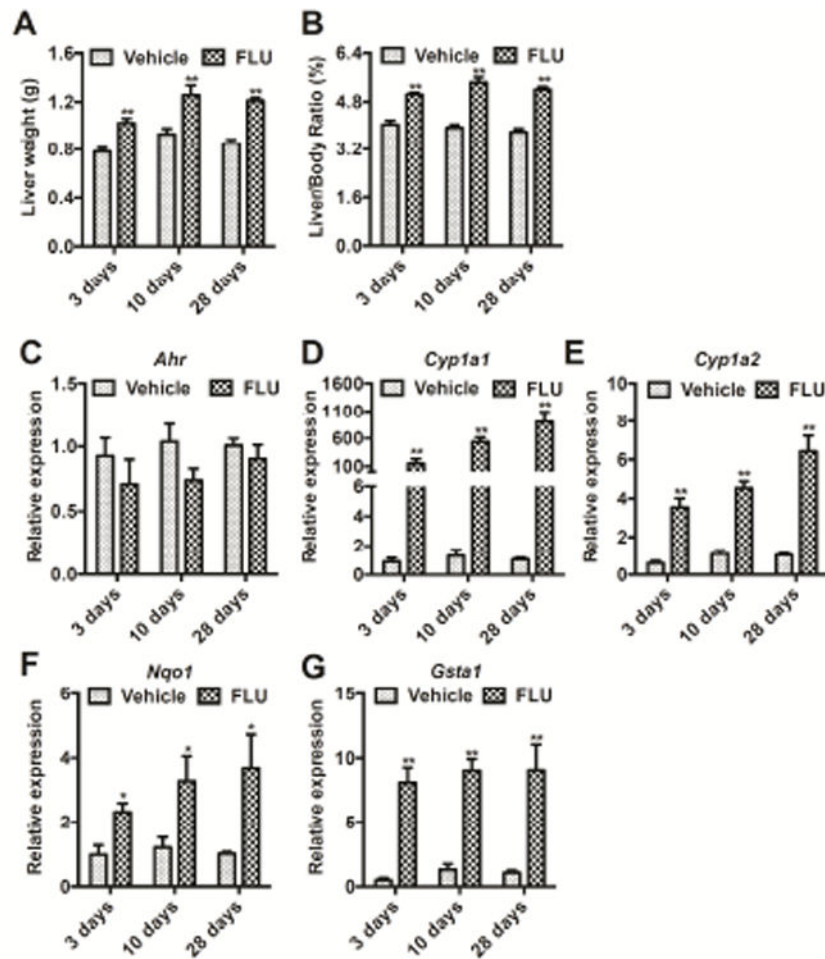 A
Vehicle FLU
Liver weight (g)
1.6
1.2
0.8
0.4
0.0
** ** **
3 days 10 days 28 days
B
Vehicle FLU
Liver/Body Ratio (%)
6.4
4.8
3.2
1.6
0.0
** ** **
3 days 10 days 28 days
C
Ahr
Vehicle FLU
Relative expression
1.5
1.0
0.5
0.0
3 days 10 days 28 days
D
Cyp1a1
Vehicle FLU
Relative expression
1600
1100
600
100
6
4
2
0
** ** **
3 days 10 days 28 days
E
Cyp1a2
Vehicle FLU
Relative expression
10
8
6
4
2
0
** ** **
3 days 10 days 28 days
F
Nqo1
Vehicle FLU
Relative expression
6
4
2
0
* * *
3 days 10 days 28 days
G
Gsta1
Vehicle FLU
Relative expression
15
10
5
0
** ** **
3 days 10 days 28 days